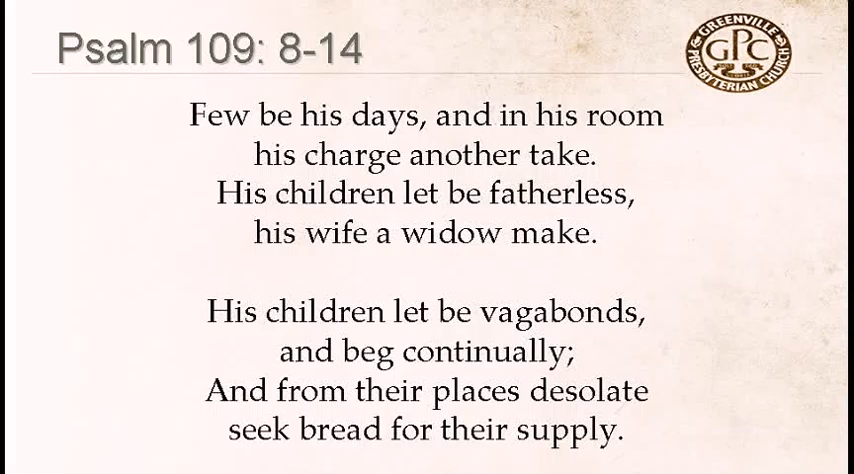 Psalm 109: 8-14
GREENVILLE
GPC
PRESBYTERIAN CHURCH
Few be his days, and in his room
his charge another take.
His children let be fatherless,
his wife a widow make.
His children let be vagabonds,
and beg continually;
And from their places desolate
seek bread for their supply.